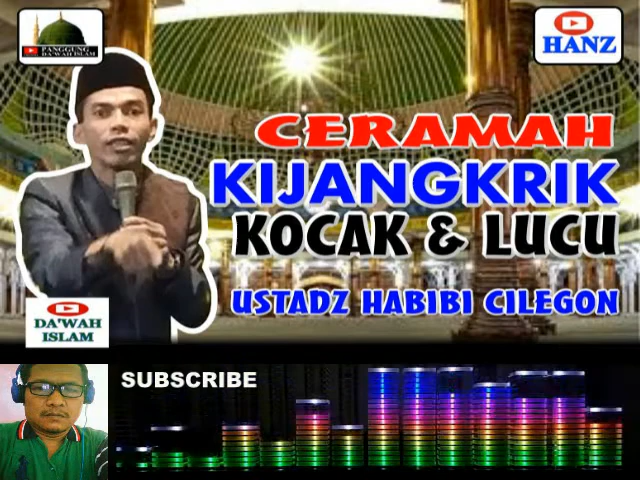 PANGGUNG
DA'WAH ISLAM
HANZ
CERAMAH
KIJANGKRIK
KOCAK & LUCU
USTADZ HABIBI CILEGON
DA'WAH
ISLAM
SUBSCRIBE